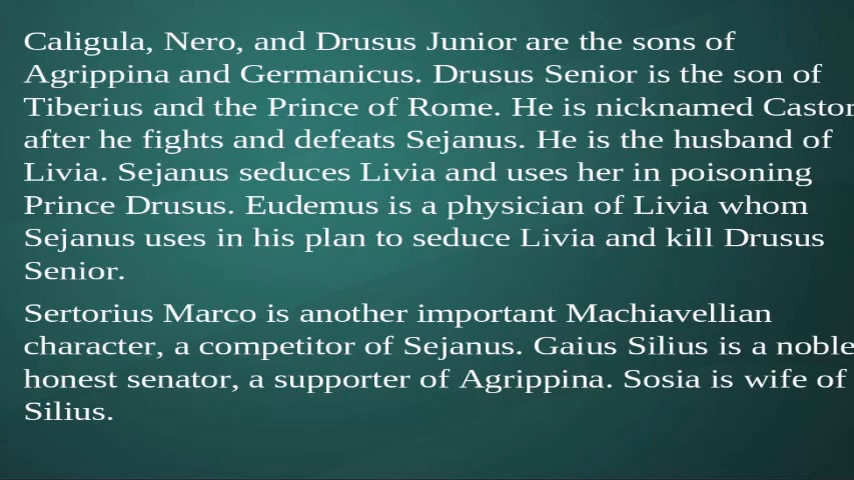 Caligula, Nero, and Drusus Junior are the sons of
Agrippina and Germanicus. Drusus Senior is the son of
Tiberius and the Prince of Rome. He is nicknamed Castor
after he fights and defeats Sejanus. He is the husband of
Livia. Sejanus seduces Livia and uses her in poisoning
Prince Drusus. Eudemus is a physician of Livia whom
Sejanus uses in his plan to seduce Livia and kill Drusus
Senior.
Sertorius Marco is another important Machiavellian
character, a competitor of Sejanus. Gaius Silius is a noble
honest senator, a supporter of Agrippina. Sosia is wife of
Silius.